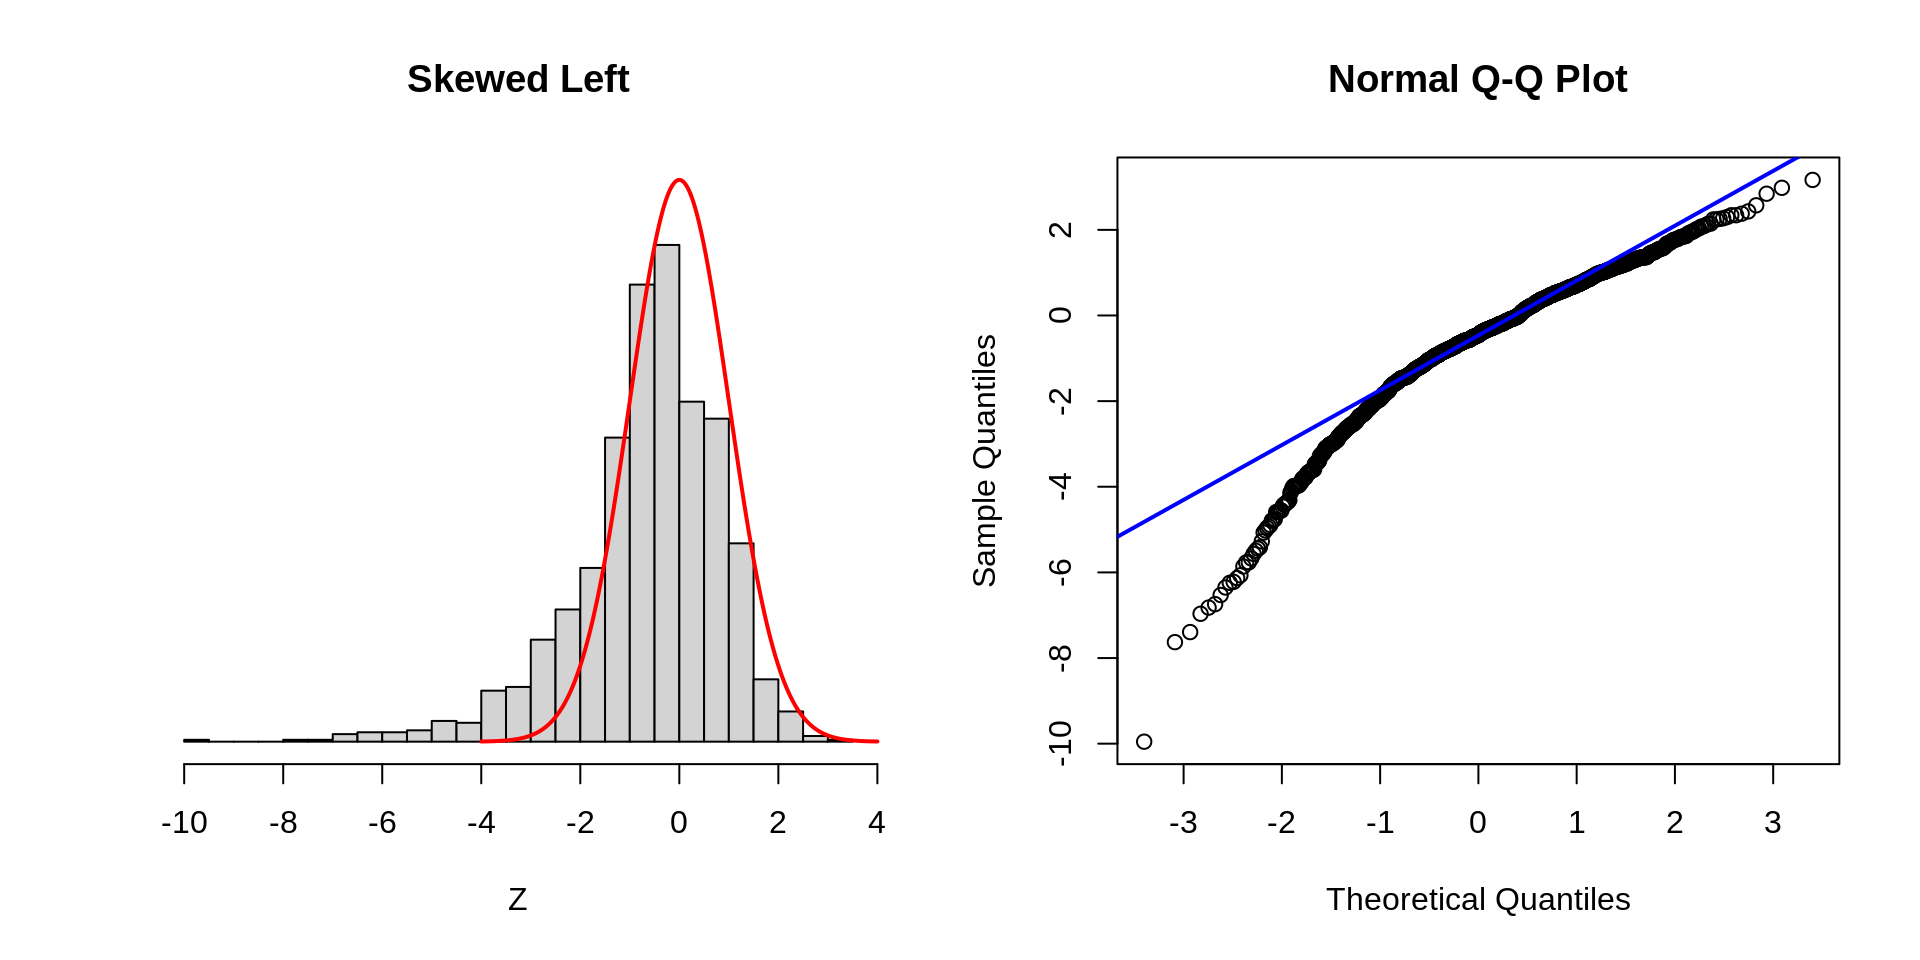 Skewed Left
-10 -8 -6 -4 -2 0 2 4
Z
Normal Q-Q Plot
Sample Quantiles
2
0
-2
-4
-6
-8
-10
-3 -2 -1 0 1 2 3
Theoretical Quantiles